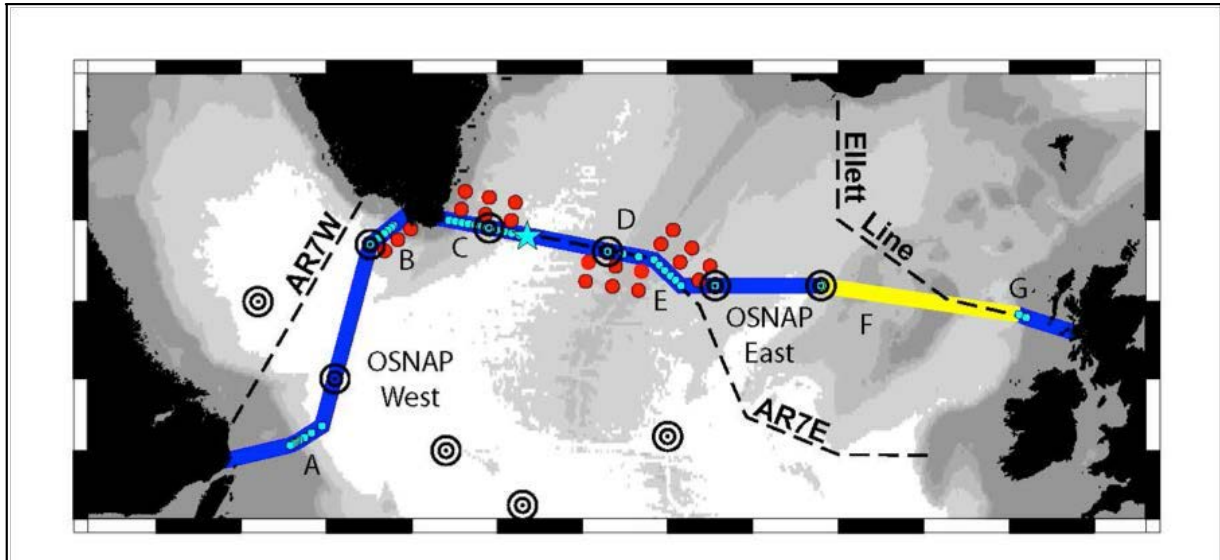 Ellett
Line
AR7W
B
C
D
E
OSNAP
West
OSNAP
East
F
G
A
AR7E